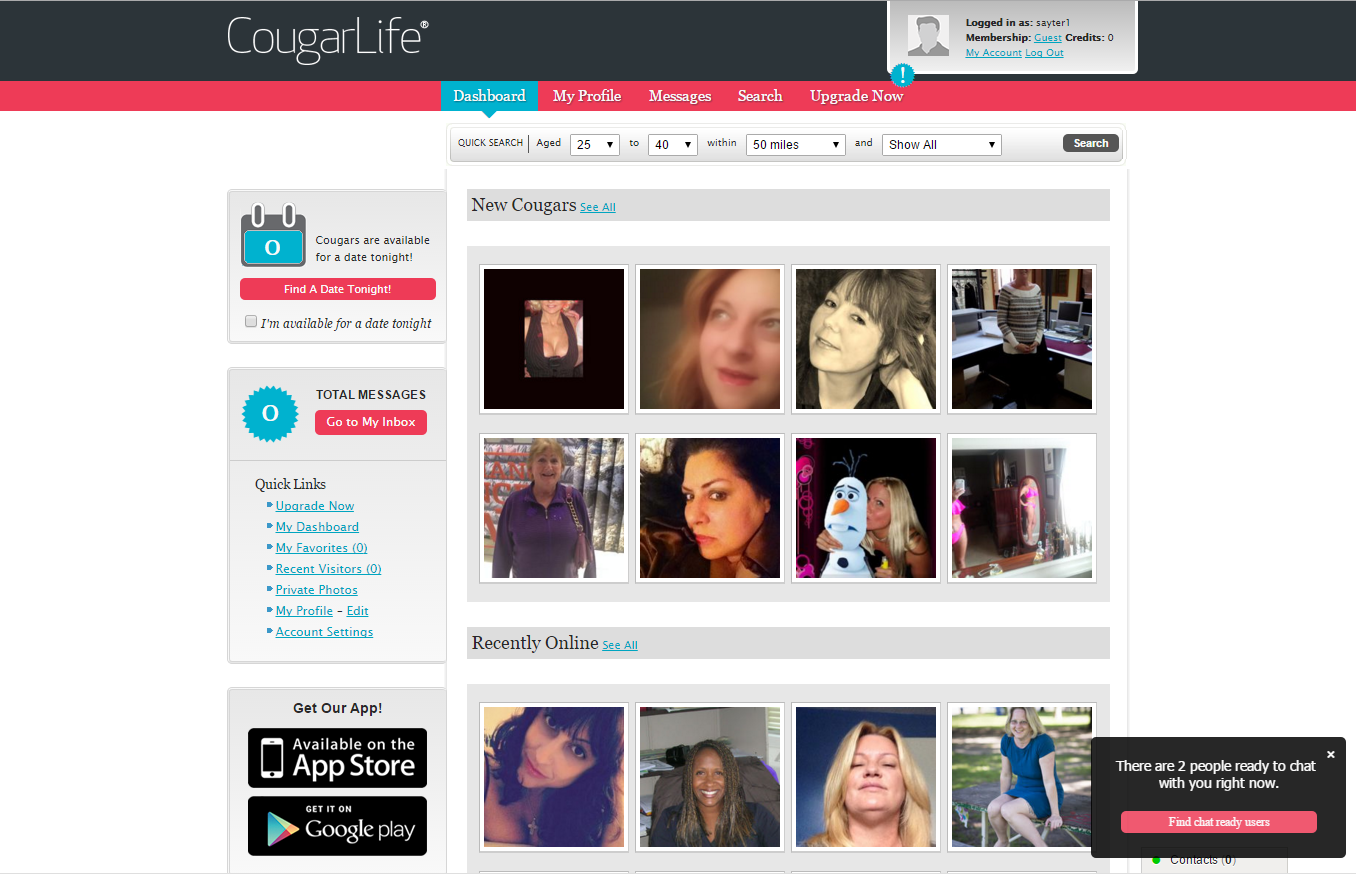 CougarLife®
Logged in as: sayter1
Membership: Guest Credits: 0
My Account Log Out
!
Dashboard My Profile Messages Search Upgrade Now
QUICK SEARCH Aged 25 to 40 within 50 miles and Show All Search
New Cougars See All
0
Cougars are available
for a date tonight!
Find A Date Tonight!
I'm available for a date tonight
0
TOTAL MESSAGES
Go to My Inbox
Quick Links
Upgrade Now
My Dashboard
My Favorites (0)
Recent Visitors (0)
Private Photos
My Profile - Edit
Account Settings
Recently Online See All
Get Our App!
Available on the
App Store
GET IT ON
Google play
There are 2 people ready to chat
with you right now.
Find chat ready users
Contacts (0)